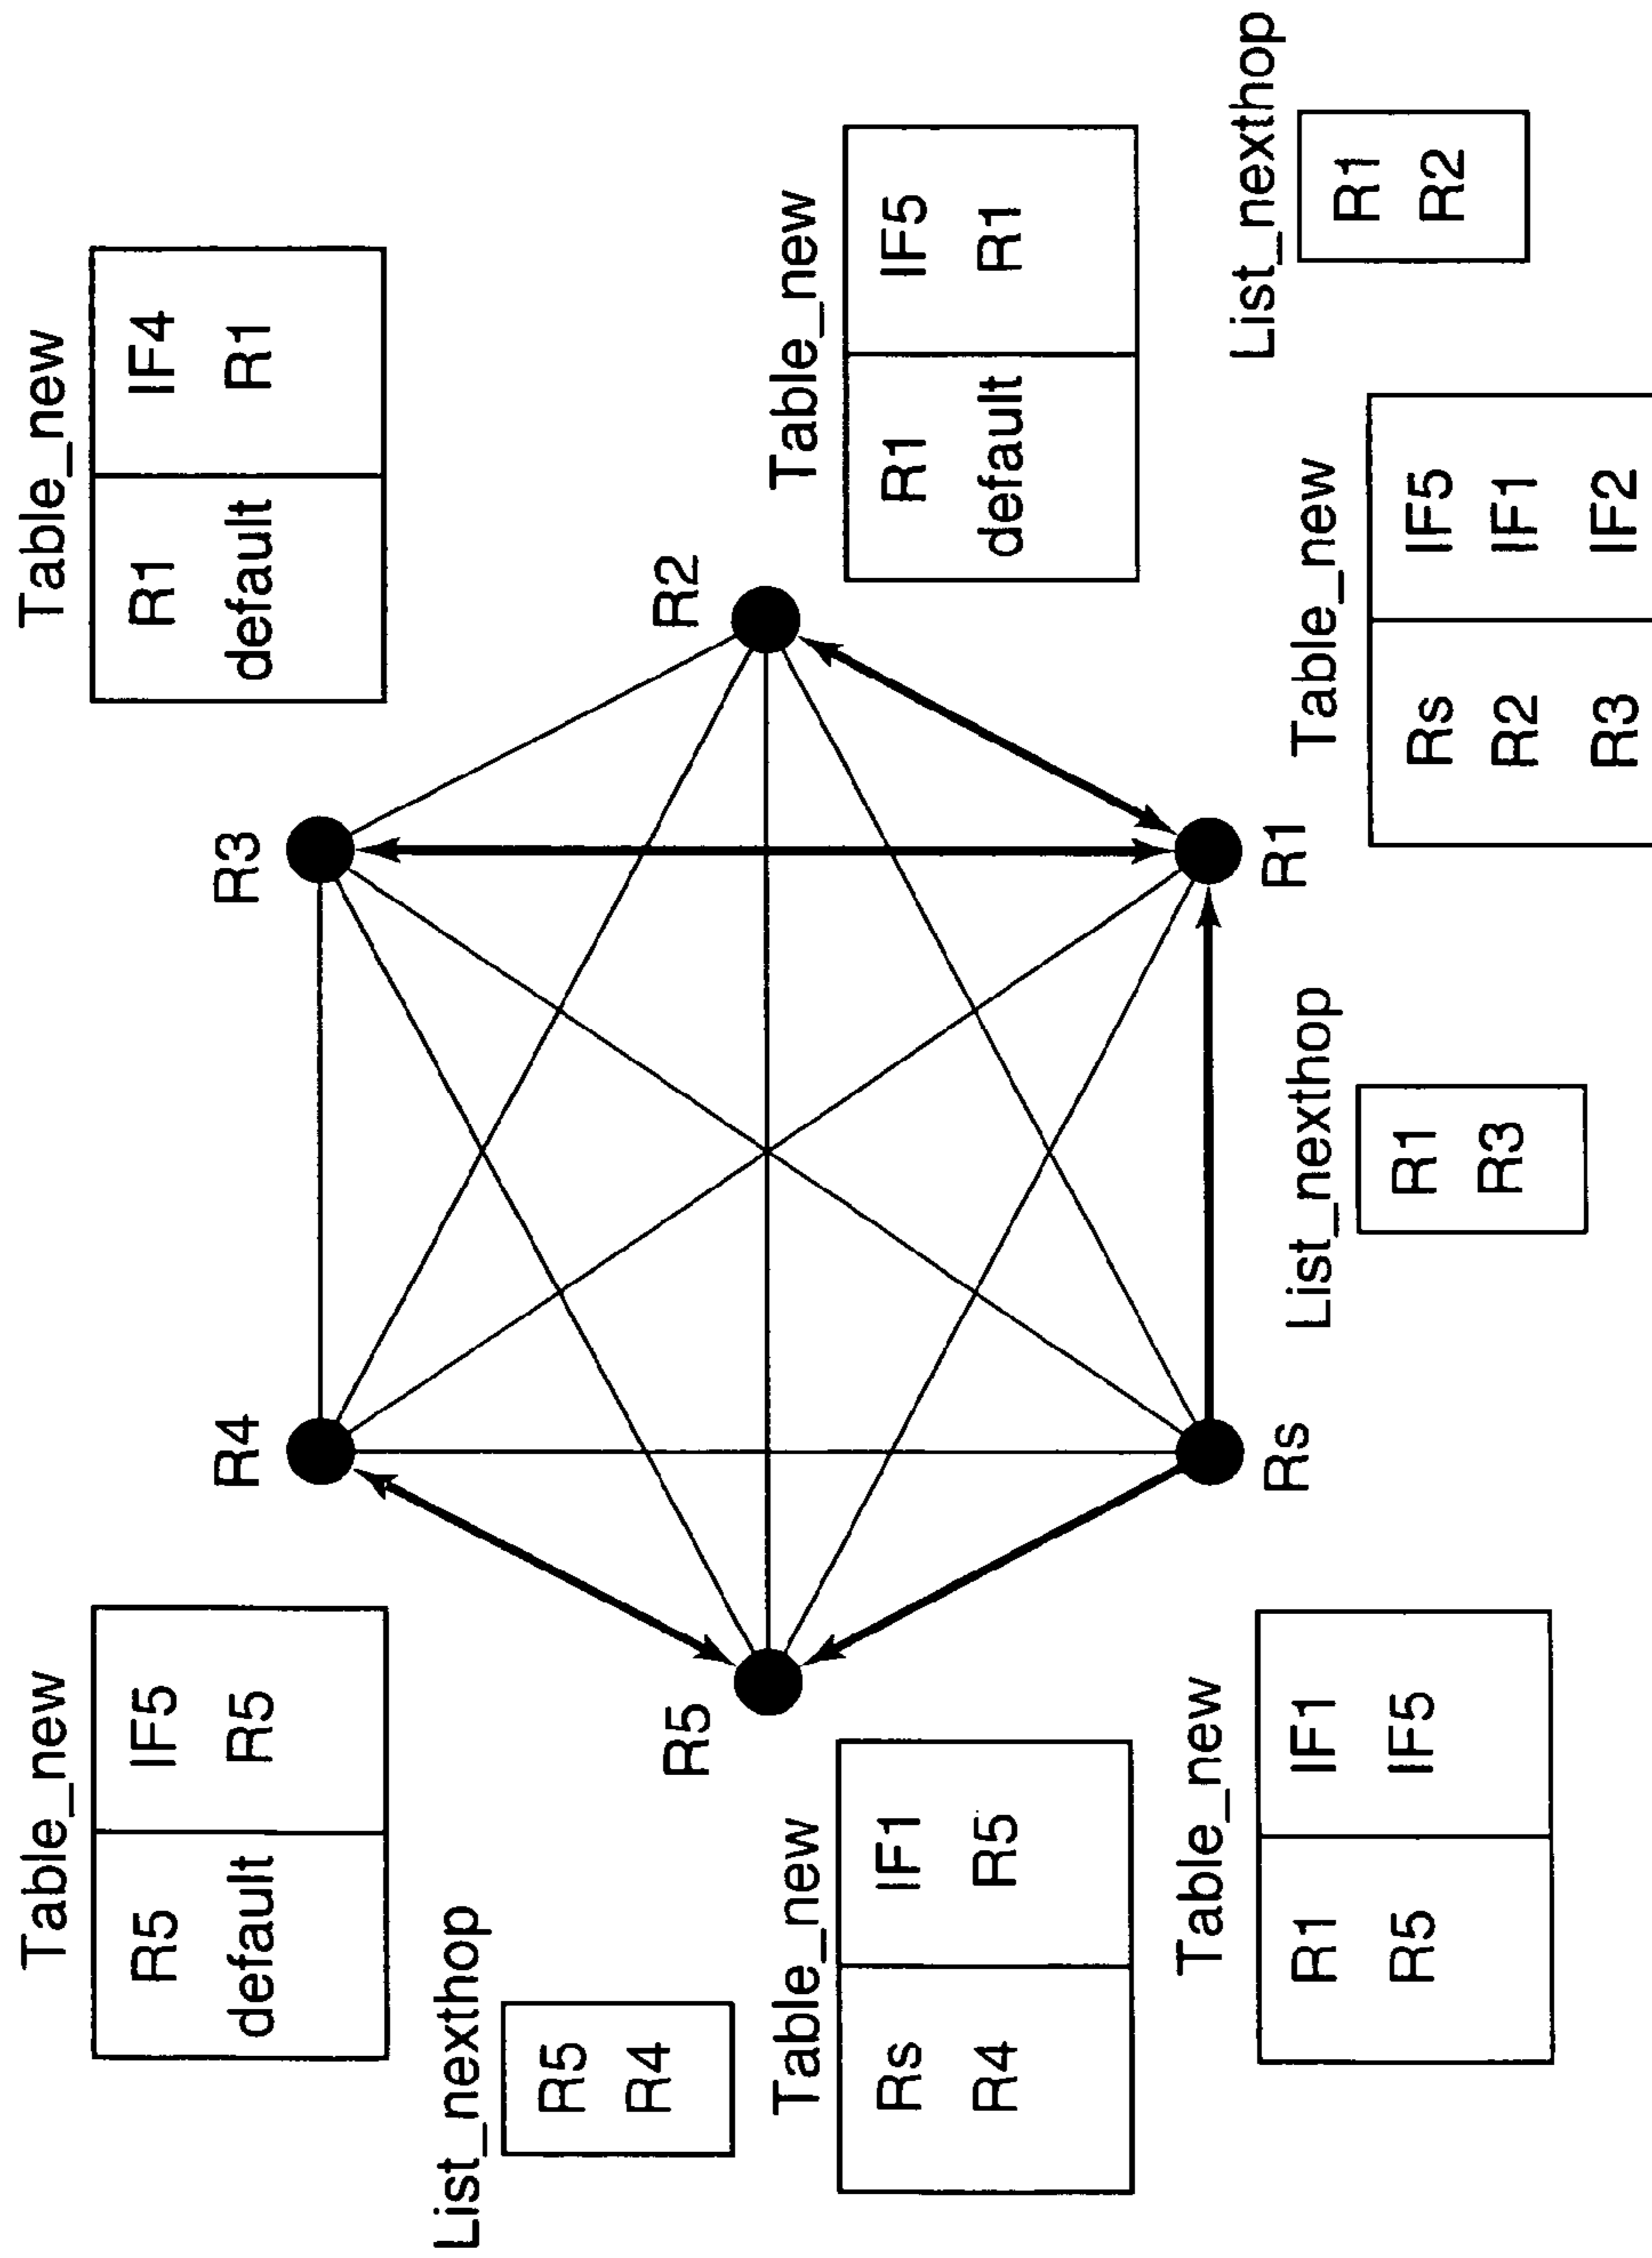 Table_new
R5 IF5
default R5
Table_new
R1 IF4
default R1
R4
R3
List_nexthop
R5
R4
R5
R2
Table_new
Rs IF1
R4 R5
Table_new
R1 IF5
default R1
Table_new
R1 IF1
R5 IF5
Rs
R1
List_nexthop
R1
R3
Table_new
Rs IF5
R2 IF1
R3 IF2
List_nexthop
R1
R2